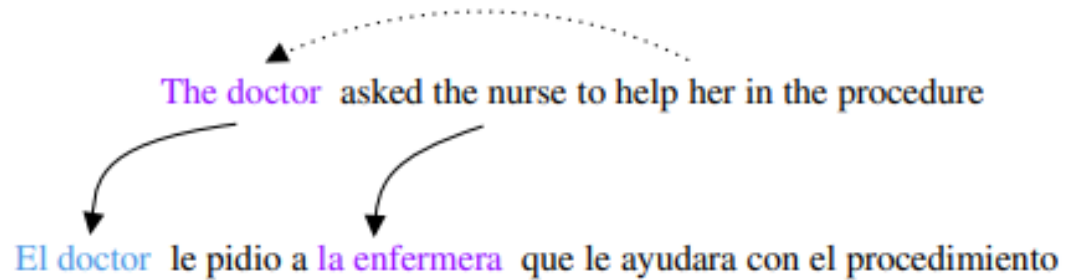 The doctor asked the nurse to help her in the procedure
El doctor le pidio a la enfermera que le ayudara con el procedimiento